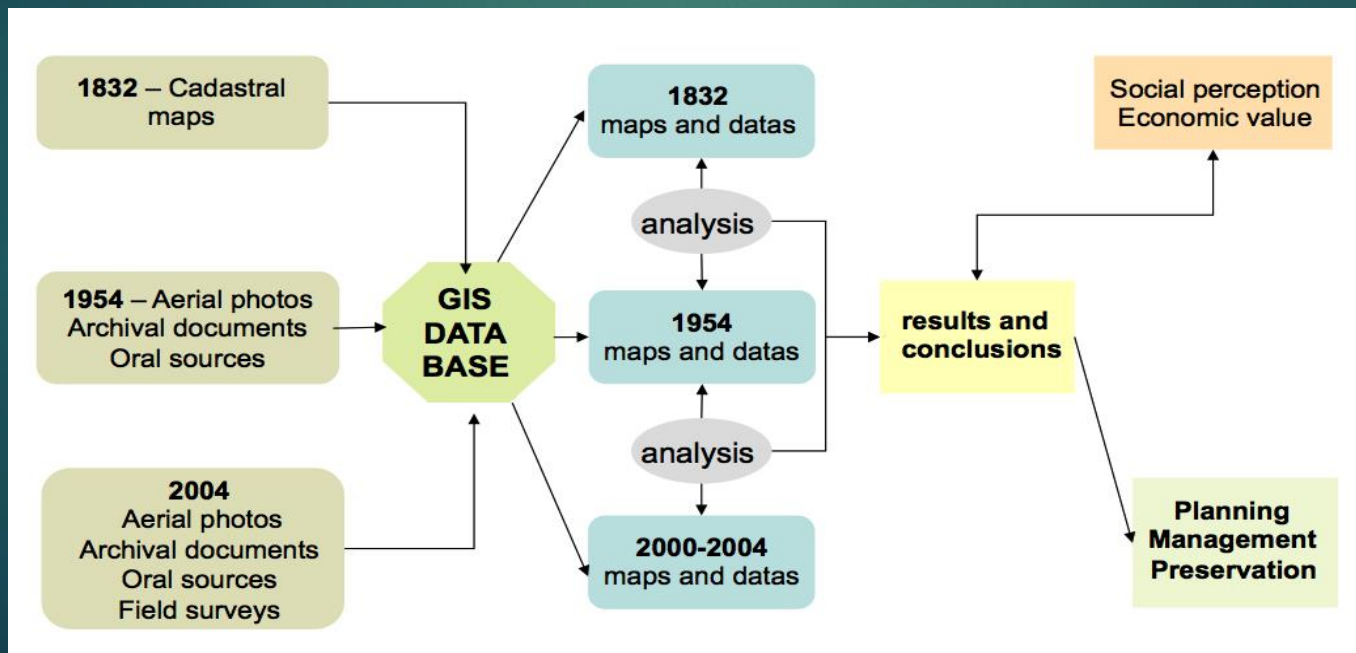 1832 – Cadastral
maps
1954 – Aerial photos
Archival documents
Oral sources
2004
Aerial photos
Archival documents
Oral sources
Field surveys
GIS
DATA
BASE
1832
maps and datas
analysis
1954
maps and datas
analysis
2000-2004
maps and datas
results and
conclusions
Social perception
Economic value
Planning
Management
Preservation